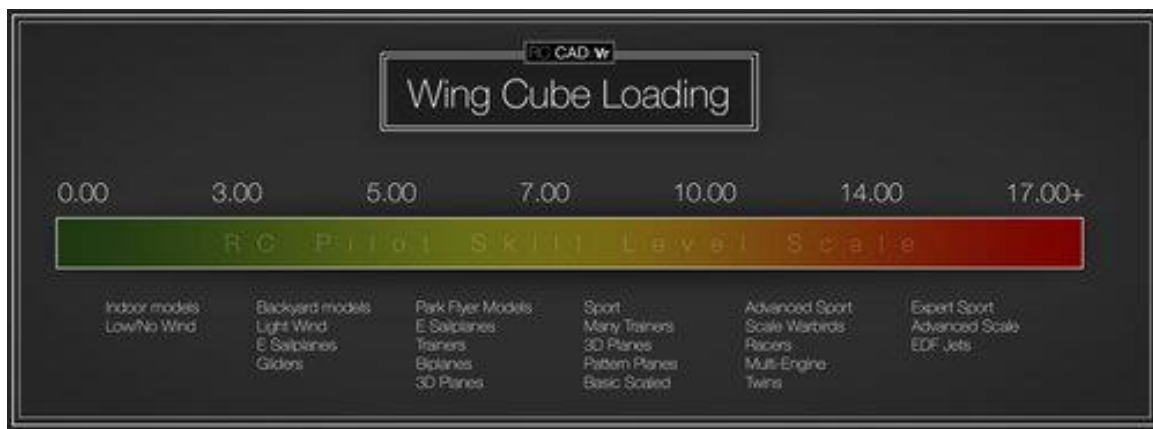 RC CAD Vr
Wing Cube Loading
0.00 3.00 5.00 7.00 10.00 14.00 17.00+
RC Pilot Skill Level Scale
Indoor models
Low/No Wind
Backyard models
Light Wind
E Sailplanes
Gliders
Park Flyer Models
E Sailplanes
Trainers
Biplanes
3D Planes
Sport
Many Trainers
3D Planes
Pattern Planes
Basic Scaled
Advanced Sport
Scale Warbirds
Racers
Multi-Engine
Twins
Expert Sport
Advanced Scale
EDF Jets